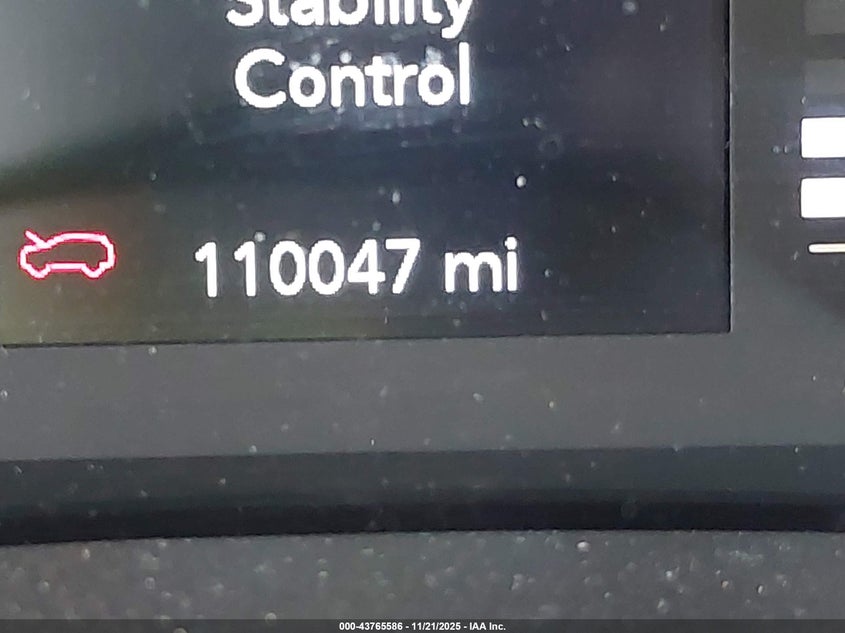 Stability
Control
110047 mi
000-43765586 - 11/21/2025 - IAA Inc.